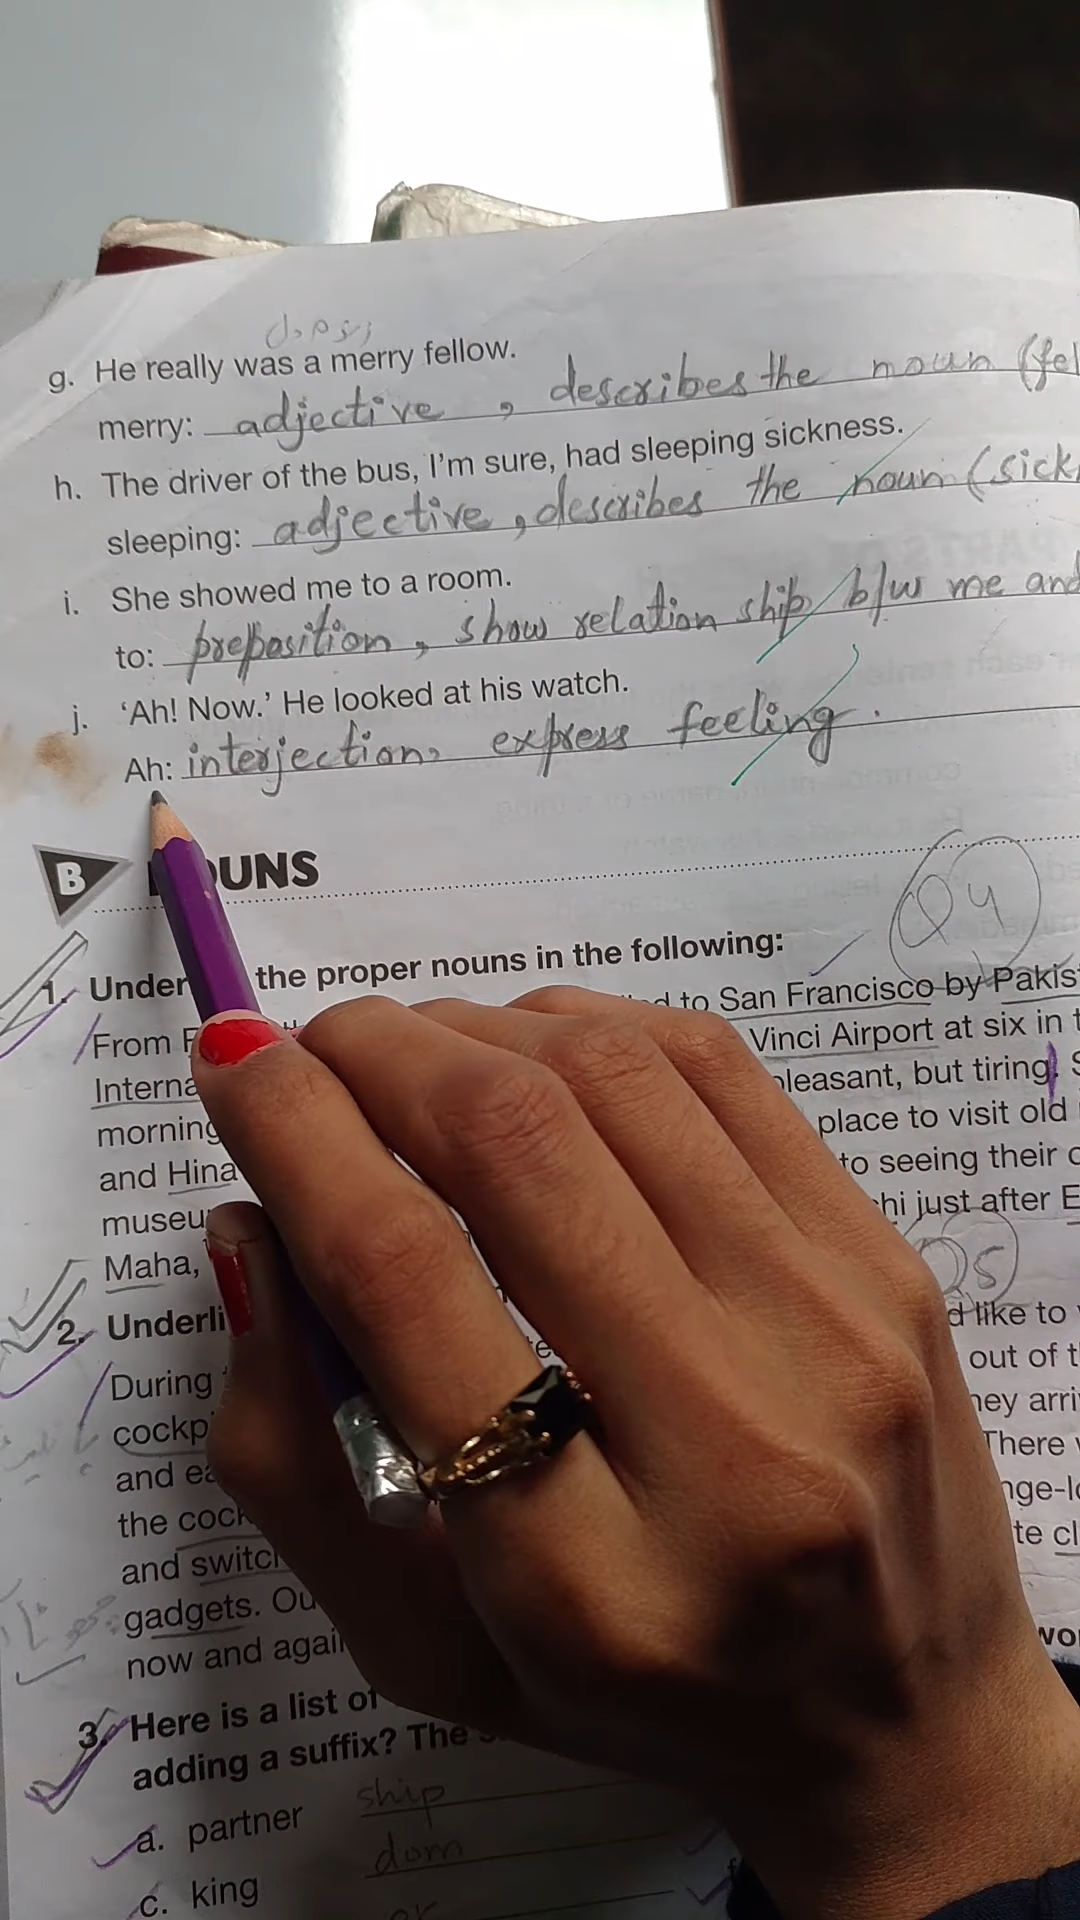 g. He really was a merry fellow.
merry: adjective, describes the noun (fel
h. The driver of the bus, I'm sure, had sleeping sickness.
sleeping: adjective, describes the noun (sick
i. She showed me to a room.
to: preposition, show relation ship b/w me and
j. 'Ah! Now.' He looked at his watch.
Ah: interjection, express feeling.
B UNS
1. Under the proper nouns in the following:
Q4
From to San Francisco by Pakis
Interna Vinci Airport at six in t
morning pleasant, but tiring. S
and Hina place to visit old
museu to seeing their
Maha, hi just after E
Q5
2. Underli d like to
During out of t
cockp hey arri
and ea There
the cock nge-l
and switc te cl
gadgets. Ou
now and agai wo
3. Here is a list of
adding a suffix? The
a. partner ship
c. king dom
or